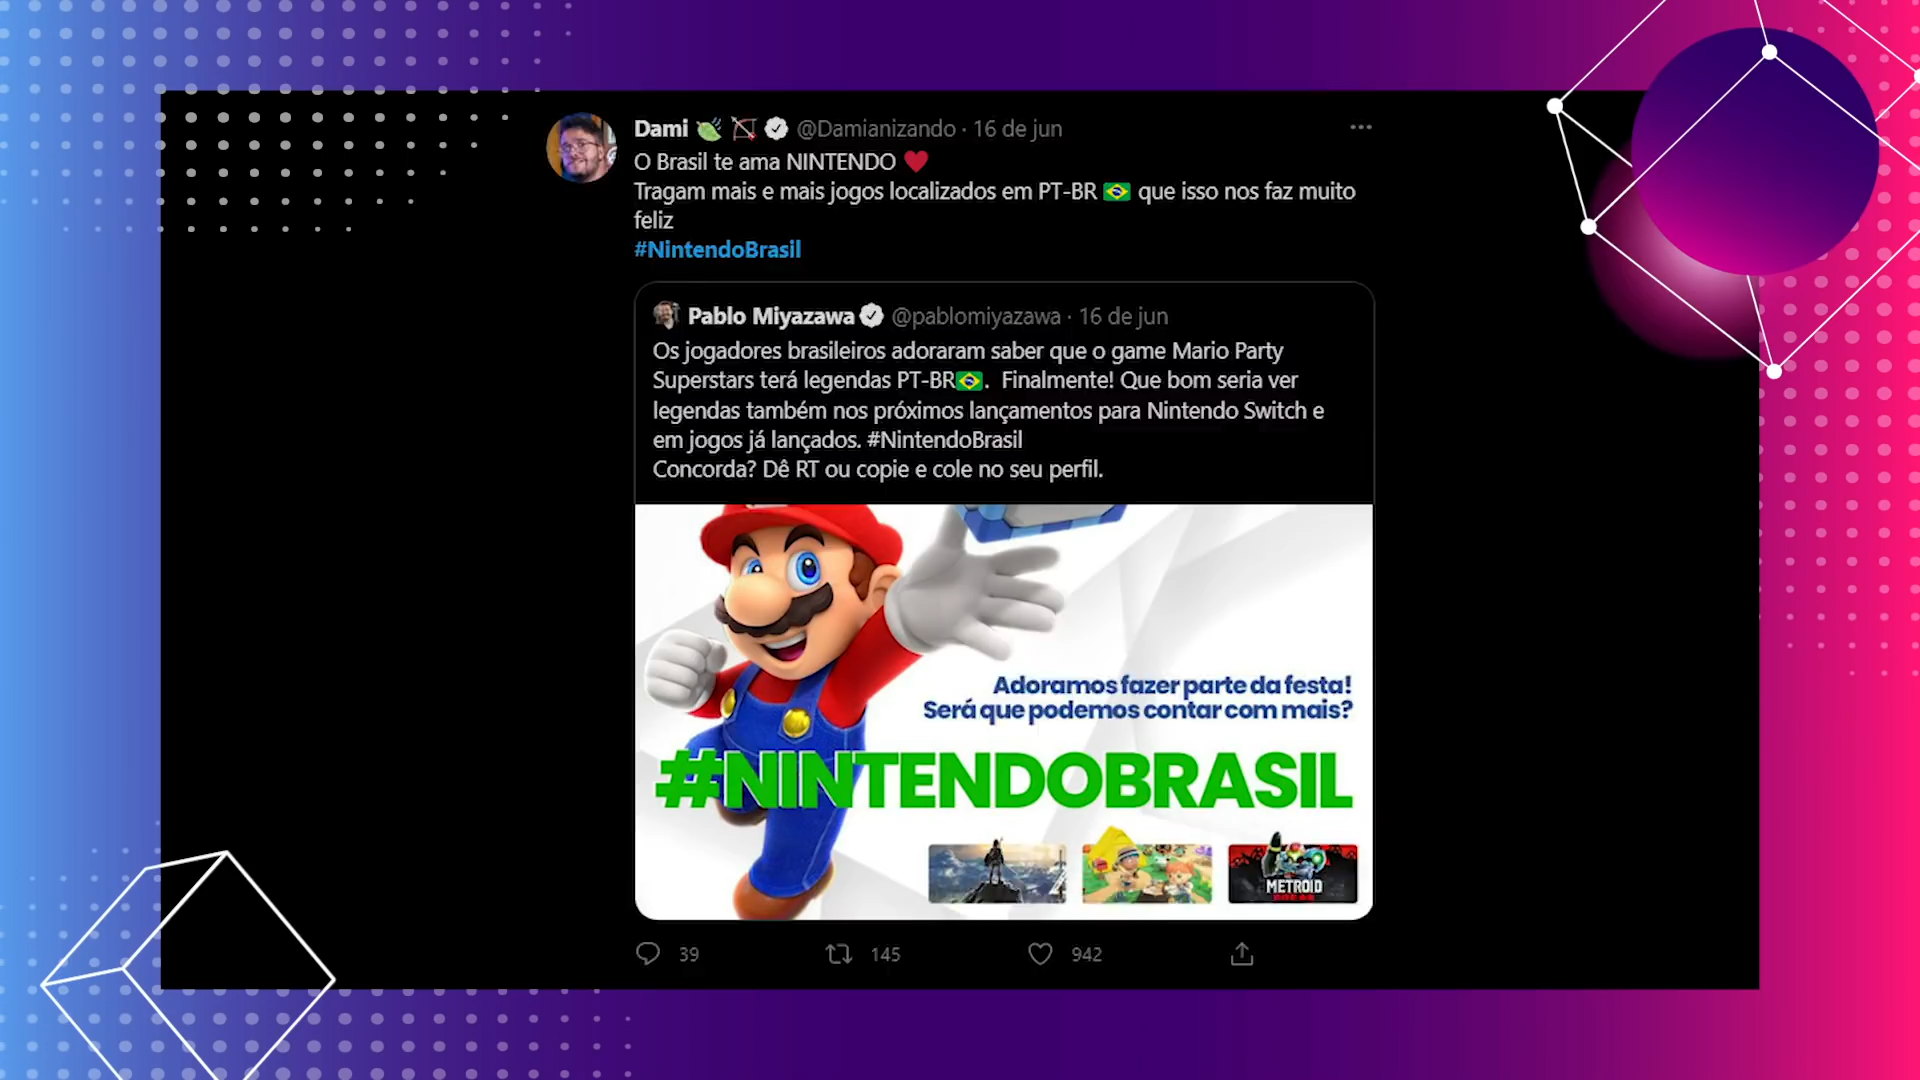 Dami @Damianizando · 16 de jun
O Brasil te ama NINTENDO
Tragam mais e mais jogos localizados em PT-BR que isso nos faz muito
feliz
#NintendoBrasil
Pablo Miyazawa @pablomiyazawa · 16 de jun
Os jogadores brasileiros adoraram saber que o game Mario Party
Superstars terá legendas PT-BR. Finalmente! Que bom seria ver
legendas também nos próximos lançamentos para Nintendo Switch e
em jogos já lançados. #NintendoBrasil
Concorda? Dê RT ou copie e cole no seu perfil.
Adoramos fazer parte da festa!
Será que podemos contar com mais?
#NINTENDOBRASIL
METROID
DREAD
39 145 942